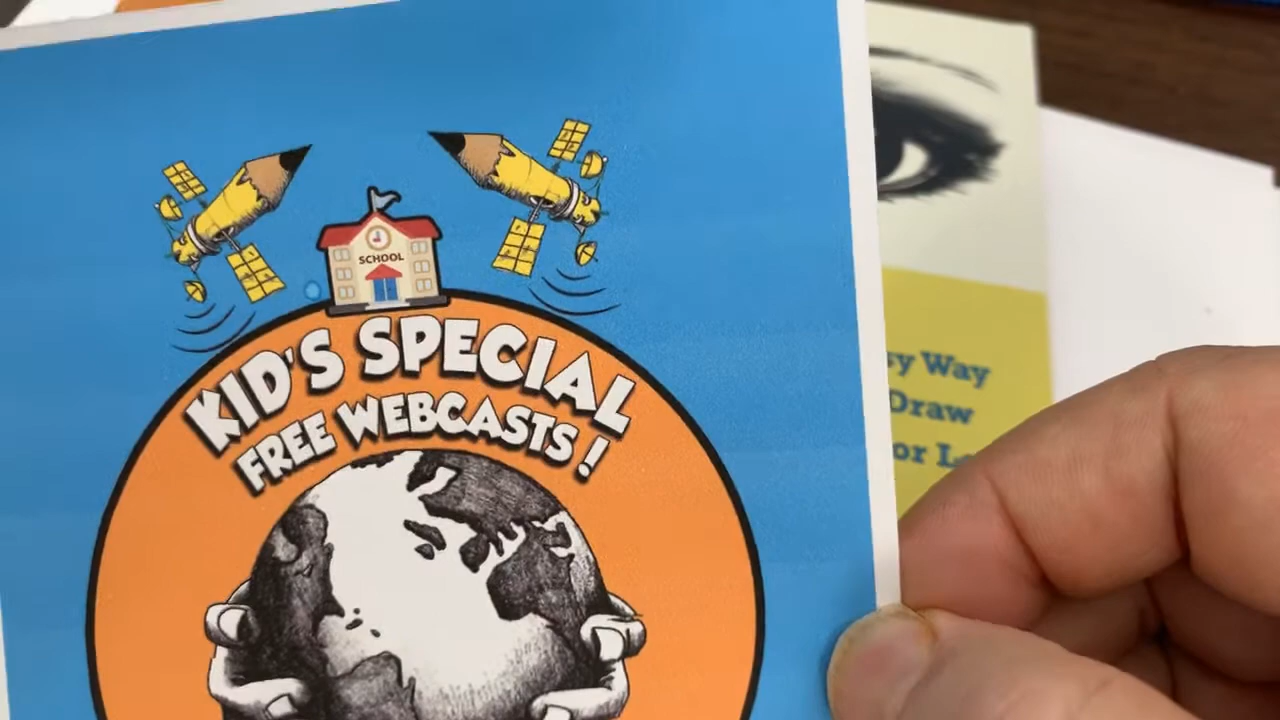 SCHOOL
KID'S SPECIAL
FREE WEBCASTS!
Way
Draw
or